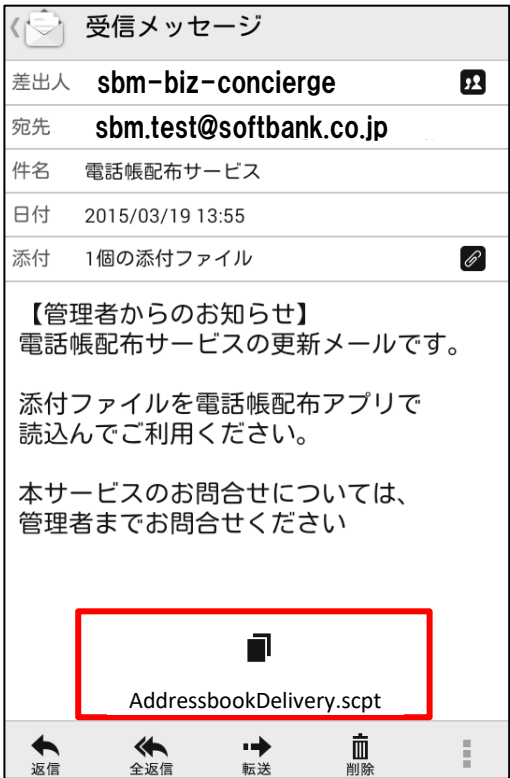 受信メッセージ
差出人 sbm-biz-concierge
宛先 sbm.test@softbank.co.jp
件名 電話帳配布サービス
日付 2015/03/19 13:55
添付 1個の添付ファイル
【管理者からのお知らせ】
電話帳配布サービスの更新メールです。
添付ファイルを電話帳配布アプリで
読込んでご利用ください。
本サービスのお問合せについては、
管理者までお問合せください
AddressbookDelivery.scpt
返信 全返信 転送 削除